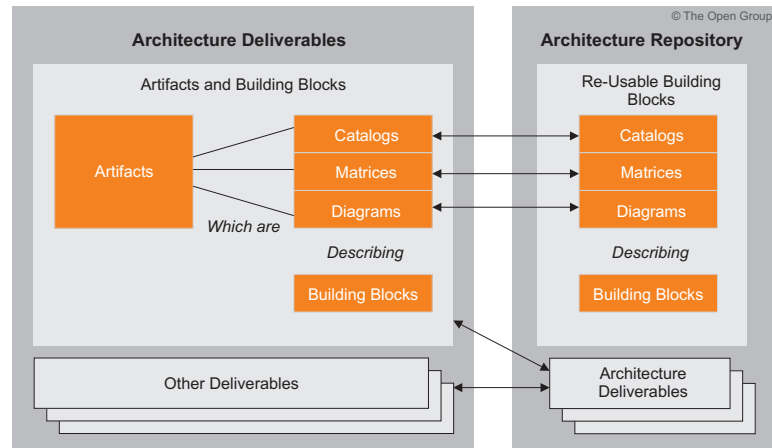 © The Open Group
Architecture Deliverables
Architecture Repository
Artifacts and Building Blocks
Re-Usable Building
Blocks
Artifacts
Catalogs
Matrices
Diagrams
Which are
Describing
Building Blocks
Catalogs
Matrices
Diagrams
Describing
Building Blocks
Other Deliverables
Architecture
Deliverables